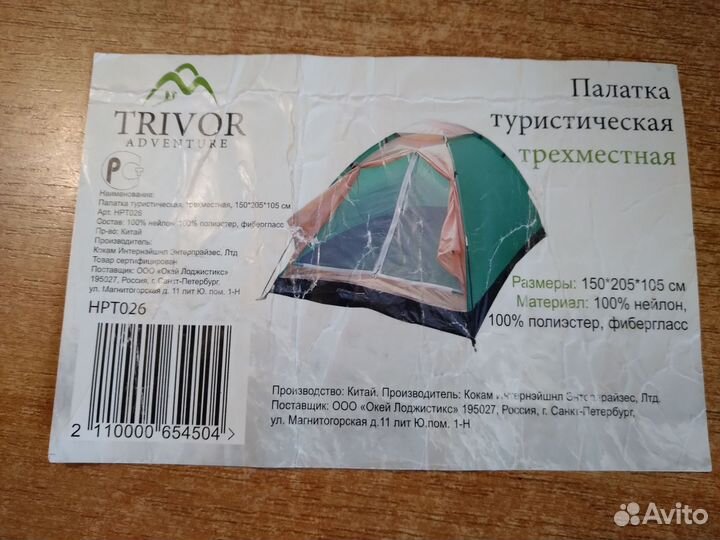 TRIVOR
ADVENTURE
Наименование:
Палатка туристическая, трехместная, 150*205*105 см
Арт. HPT026
Состав: 100% нейлон, 100% полиэстер, фибергласс
Пр-во: Китай
Производитель:
Кокам Интернэйшнл Энтерпрайзес, Лтд
Товар сертифицирован
Поставщик: ООО «Окей Лоджистикс»
195027, Россия, г. Санкт-Петербург,
ул. Магнитогорская д. 11 лит Ю. пом. 1-Н
HPT026
2 110000 654504 >
Палатка
туристическая
трехместная
Размеры: 150*205*105 см
Материал: 100% нейлон,
100% полиэстер, фибергласс
Производство: Китай. Производитель: Кокам Интернэйшнл Энтерпрайзес, Лтд.
Поставщик: ООО «Окей Лоджистикс» 195027, Россия, г. Санкт-Петербург,
ул. Магнитогорская д.11 лит Ю.пом. 1-Н
Avito